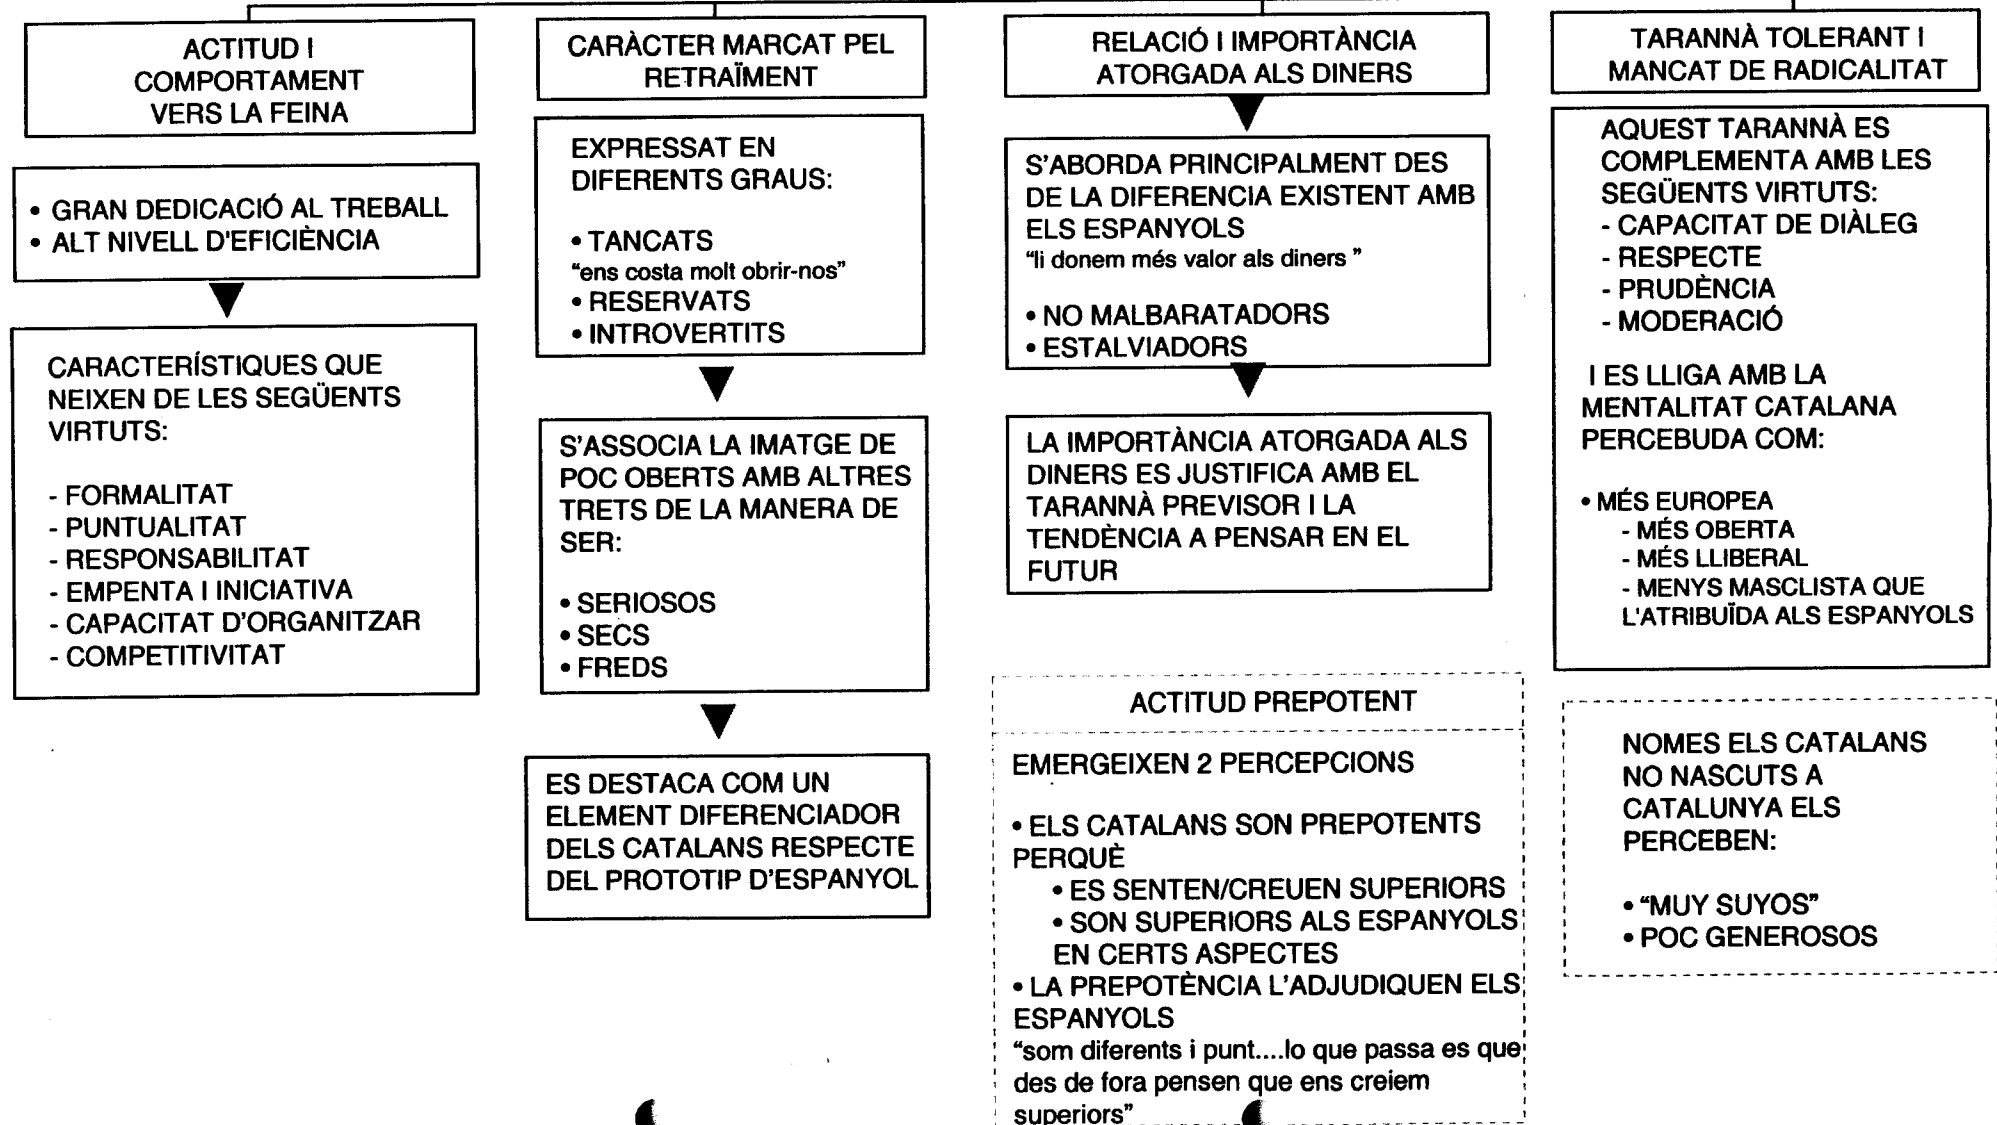 ACTITUD I
COMPORTAMENT
VERS LA FEINA
• GRAN DEDICACIÓ AL TREBALL
• ALT NIVELL D'EFICIÈNCIA
CARACTERÍSTIQUES QUE
NEIXEN DE LES SEGÜENTS
VIRTUTS:
- FORMALITAT
- PUNTUALITAT
- RESPONSABILITAT
- EMPENTA I INICIATIVA
- CAPACITAT D'ORGANITZAR
- COMPETITIVITAT
CARÀCTER MARCAT PEL
RETRAÏMENT
EXPRESSAT EN
DIFERENTS GRAUS:
• TANCATS
“ens costa molt obrir-nos”
• RESERVATS
• INTROVERTITS
S'ASSOCIA LA IMATGE DE
POC OBERTS AMB ALTRES
TRETS DE LA MANERA DE
SER:
• SERIOSOS
• SECS
• FREDS
ES DESTACA COM UN
ELEMENT DIFERENCIADOR
DELS CATALANS RESPECTE
DEL PROTOTIP D'ESPANYOL
RELACIÓ I IMPORTÀNCIA
ATORGADA ALS DINERS
S'ABORDA PRINCIPALMENT DES
DE LA DIFERENCIA EXISTENT AMB
ELS ESPANYOLS
“li donem més valor als diners ”
• NO MALBARATADORS
• ESTALVIADORS
LA IMPORTÀNCIA ATORGADA ALS
DINERS ES JUSTIFICA AMB EL
TARANNÀ PREVISOR I LA
TENDÈNCIA A PENSAR EN EL
FUTUR
ACTITUD PREPOTENT
EMERGEIXEN 2 PERCEPCIONS
• ELS CATALANS SON PREPOTENTS
PERQUÈ
• ES SENTEN/CREUEN SUPERIORS
• SON SUPERIORS ALS ESPANYOLS
EN CERTS ASPECTES
• LA PREPOTÈNCIA L'ADJUDIQUEN ELS
ESPANYOLS
“som diferents i punt....lo que passa es que
des de fora pensen que ens creiem
superiors”
TARANNÀ TOLERANT I
MANCAT DE RADICALITAT
AQUEST TARANNÀ ES
COMPLEMENTA AMB LES
SEGÜENTS VIRTUTS:
- CAPACITAT DE DIÀLEG
- RESPECTE
- PRUDÈNCIA
- MODERACIÓ
I ES LLIGA AMB LA
MENTALITAT CATALANA
PERCEBUDA COM:
• MÉS EUROPEA
- MÉS OBERTA
- MÉS LLIBERAL
- MENYS MASCLISTA QUE
L'ATRIBUÏDA ALS ESPANYOLS
NOMES ELS CATALANS
NO NASCUTS A
CATALUNYA ELS
PERCEBEN:
• “MUY SUYOS”
• POC GENEROSOS